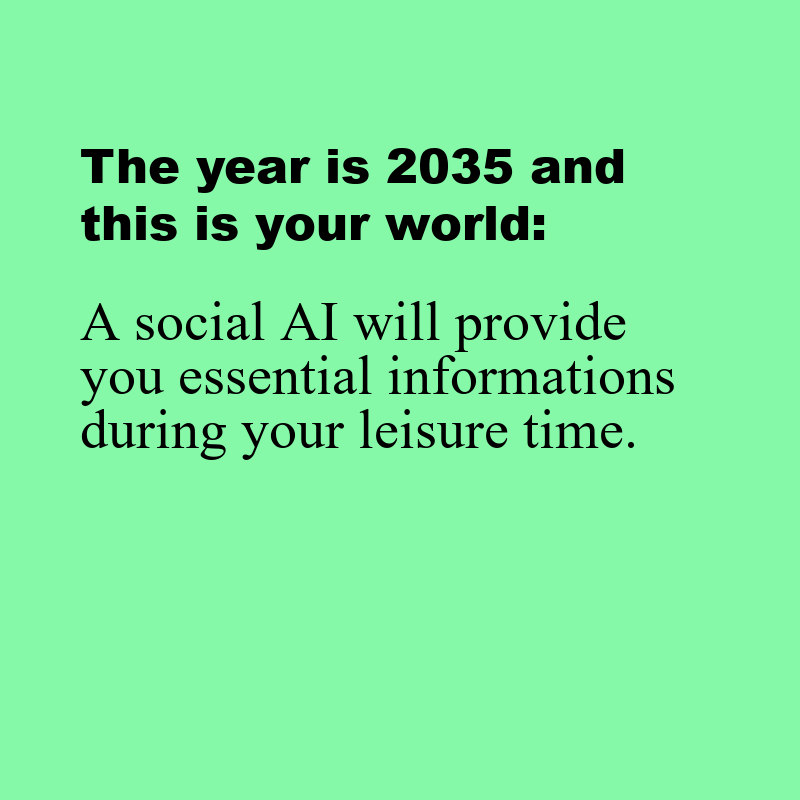 The year is 2035 and
this is your world:
A social AI will provide
you essential informations
during your leisure time.